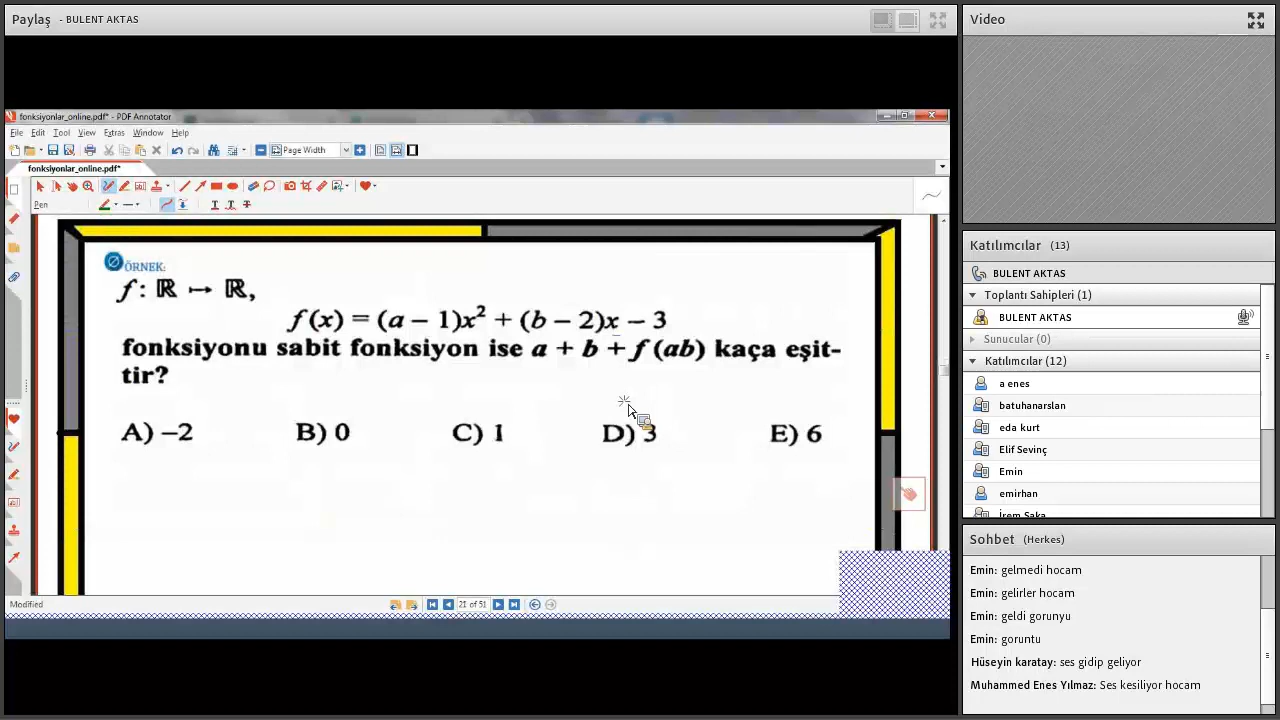 Paylaş - BULENT AKTAS
fonksiyonlar_online.pdf* - PDF Annotator
File Edit Tool View Extras Window Help
Page Width
fonksiyonlar_online.pdf*
Pen
ÖRNEK:
f : ℝ → ℝ,
f(x) = (a − 1)x² + (b − 2)x − 3
fonksiyonu sabit fonksiyon ise a + b + f(ab) kaça eşit-
tir?
A) −2 B) 0 C) 1 D) 3 E) 6
Modified
21 of 51
Video
Katılımcılar (13)
BULENT AKTAS
Toplantı Sahipleri (1)
BULENT AKTAS
Sunucular (0)
Katılımcılar (12)
a enes
batuhanarslan
eda kurt
Elif Sevinç
Emin
emirhan
İrem Saka
Sohbet (Herkes)
Emin: gelmedi hocam
Emin: gelirler hocam
Emin: geldi gorunyu
Emin: goruntu
Hüseyin karatay: ses gidip geliyor
Muhammed Enes Yılmaz: Ses kesiliyor hocam